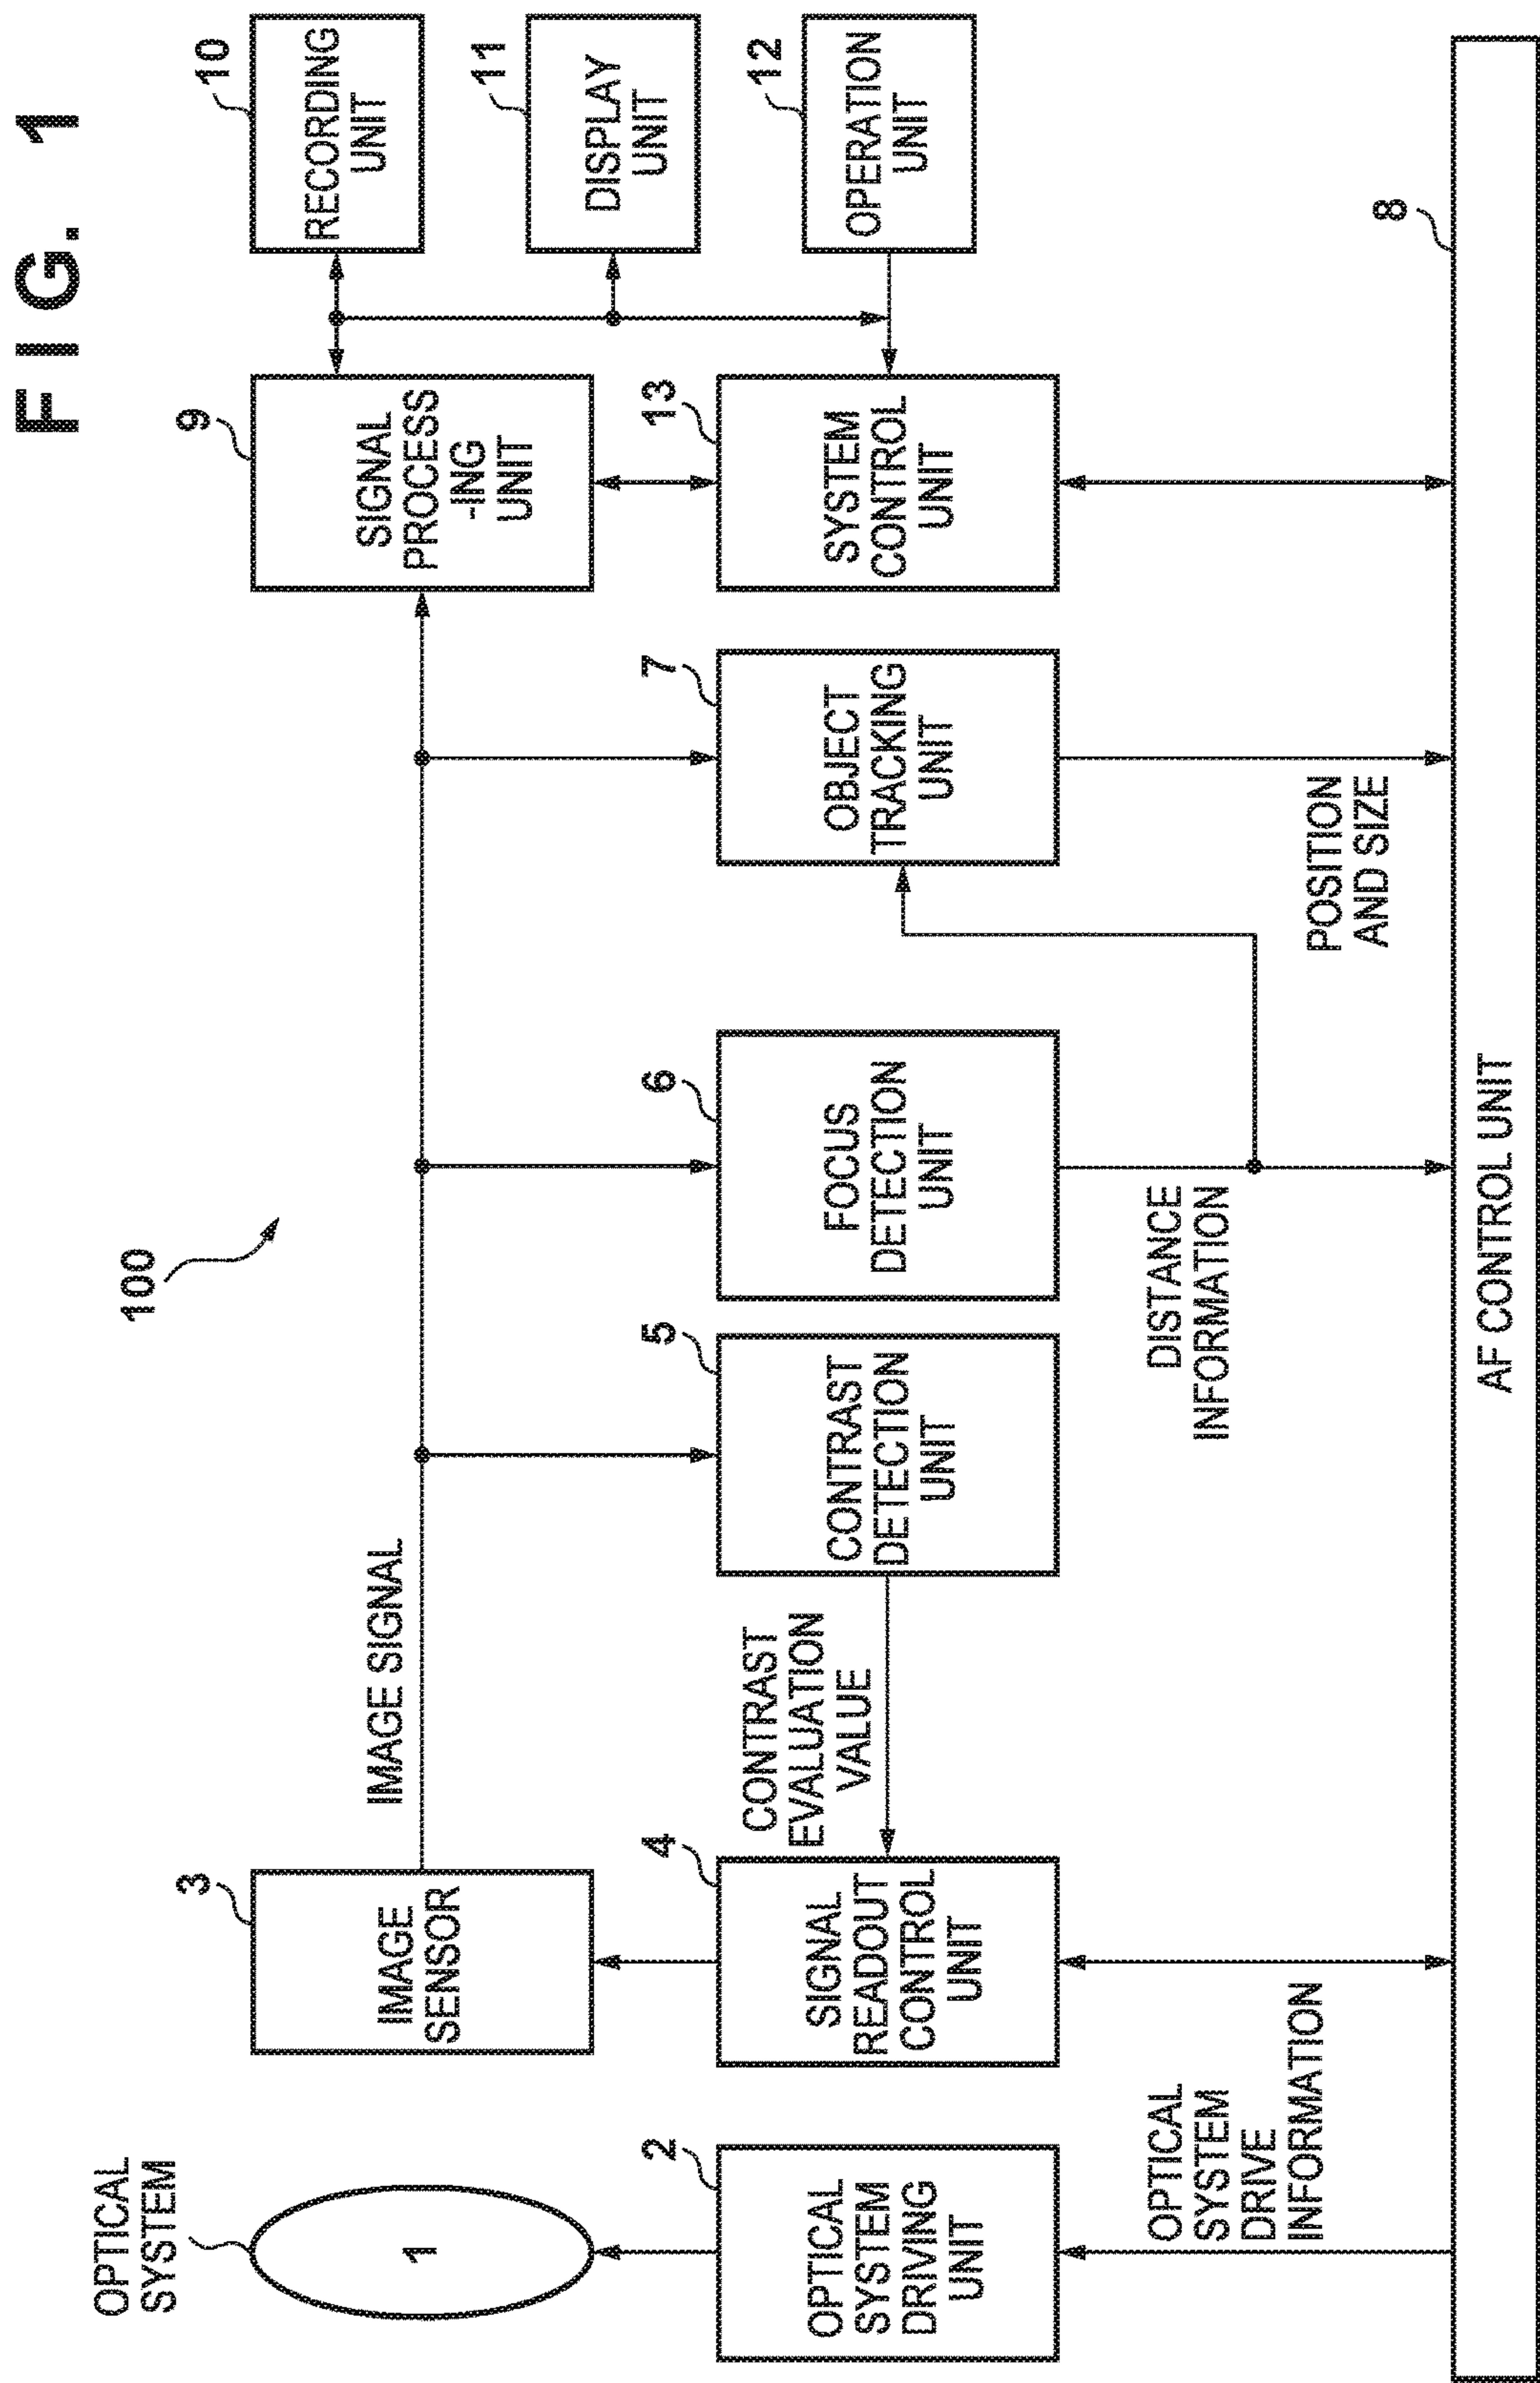 FIG. 1
100
OPTICAL
SYSTEM
1
3
IMAGE
SENSOR
IMAGE SIGNAL
9
SIGNAL
PROCESS
-ING
UNIT
10
RECORDING
UNIT
11
DISPLAY
UNIT
12
OPERATION
UNIT
2
OPTICAL
SYSTEM
DRIVING
UNIT
4
SIGNAL
READOUT
CONTROL
UNIT
CONTRAST
EVALUATION
VALUE
5
CONTRAST
DETECTION
UNIT
6
FOCUS
DETECTION
UNIT
7
OBJECT
TRACKING
UNIT
13
SYSTEM
CONTROL
UNIT
OPTICAL
SYSTEM
DRIVE
INFORMATION
DISTANCE
INFORMATION
POSITION
AND SIZE
8
AF CONTROL UNIT